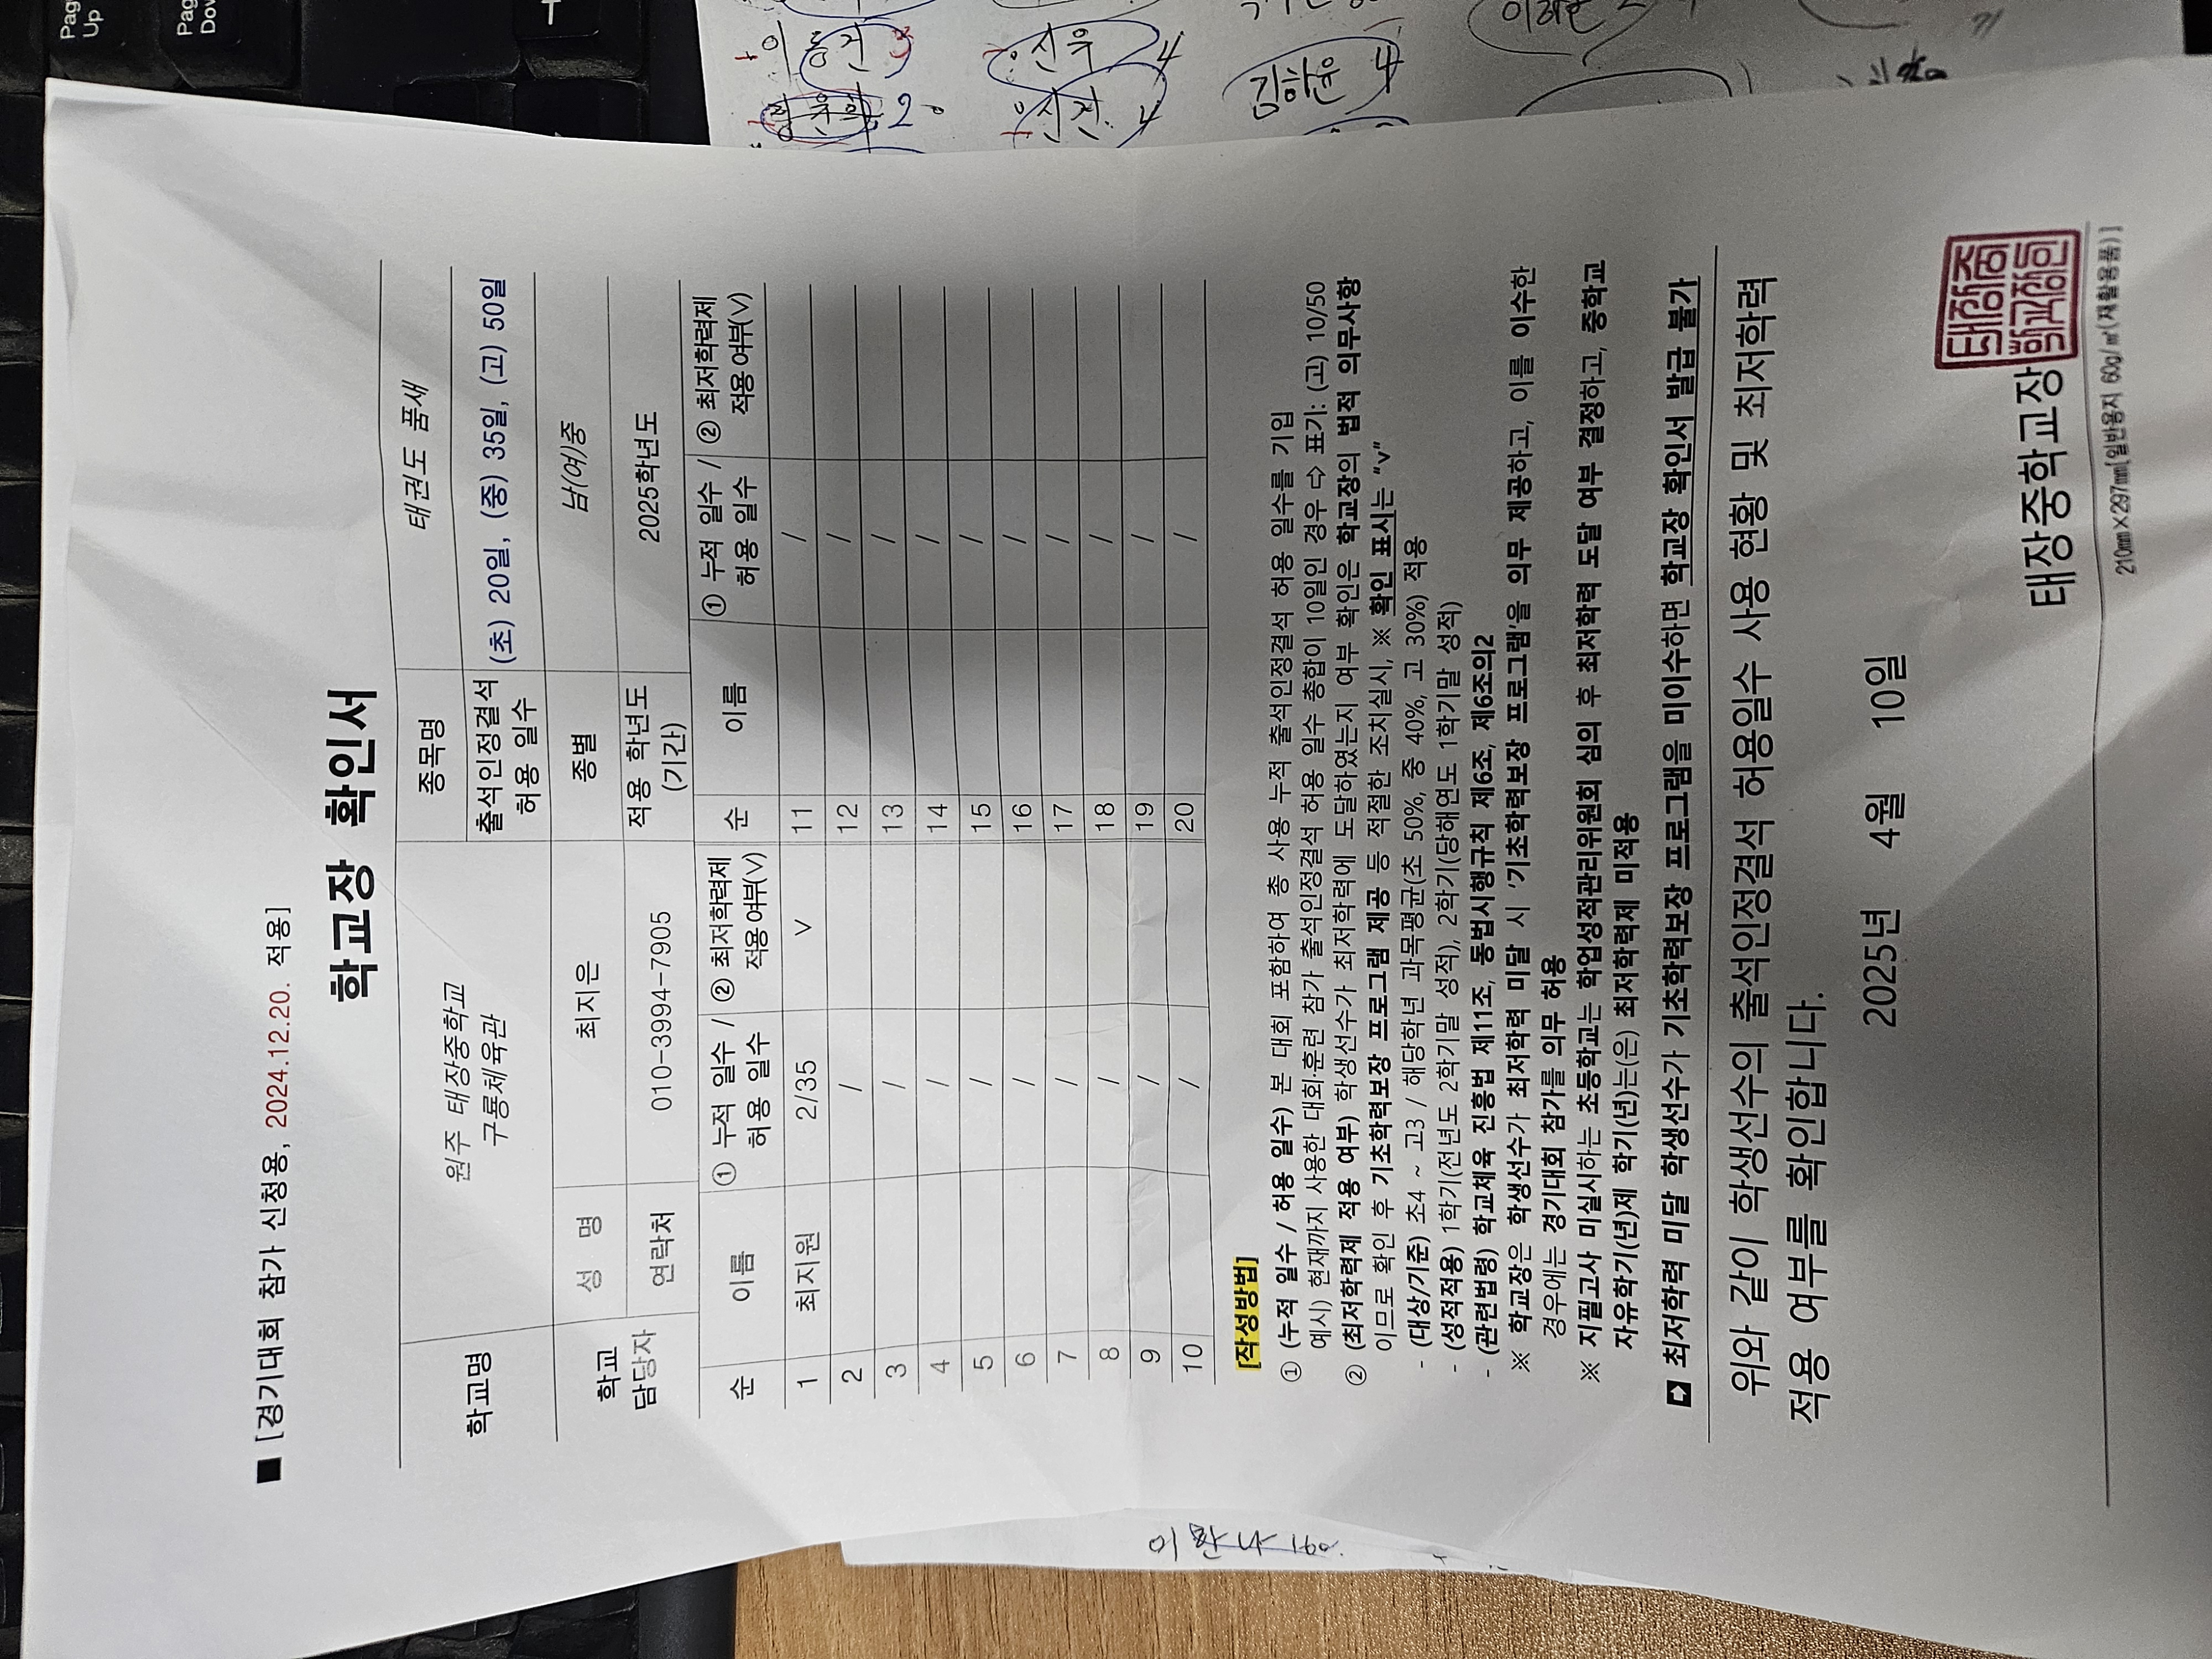 ■ [경기대회 참가 신청용, 2024.12.20. 적용]
학교장 확인서
학교명 원주 태장중학교 구룡체육관 종목명 태권도 품새
출석인정결석 허용 일수 (초) 20일, (중) 35일, (고) 50일
학교 담당자 성 명 최지은 종별 남(여)중
연락처 010-3994-7905 적용 학년도 (기간) 2025학년도
순 이름 ① 누적 일수 / 허용 일수 ② 최저학력제 적용여부(V) 순 이름 ① 누적 일수 / 허용 일수 ② 최저학력제 적용여부(V)
1 최지원 2/35 V 11 /
2 / 12 /
3 / 13 /
4 / 14 /
5 / 15 /
6 / 16 /
7 / 17 /
8 / 18 /
9 / 19 /
10 / 20 /
[작성방법]
① (누적 일수 / 허용 일수) 본 대회 포함하여 총 사용 누적 출석인정결석 허용 일수를 기입
예시) 현재까지 사용한 대회·훈련 참가 출석인정결석 허용 일수 총합이 10일인 경우 ⇨ 표기: (고) 10/50
② (최저학력제 적용 여부) 학생선수가 최저학력에 도달하였는지 여부 확인은 학교장의 법적 의무사항
이므로 확인 후 기초학력보장 프로그램 제공 등 적절한 조치실시, ※ 확인 표시는 "v"
- (대상/기준) 초4 ~ 고3 / 해당학년 과목평균(초 50%, 중 40%, 고 30%) 적용
- (성적적용) 1학기(전년도 2학기말 성적), 2학기(당해연도 1학기말 성적)
- (관련법령) 학교체육 진흥법 제11조, 동법시행규칙 제6조, 제6조의2
※ 학교장은 학생선수가 최저학력 미달 시 '기초학력보장 프로그램'을 의무 제공하고, 이를 이수한
경우에는 경기대회 참가를 의무 허용
※ 지필고사 미실시하는 초등학교는 학업성적관리위원회 심의 후 최저학력 도달 여부 결정하고, 중학교
자유학기(년)제 학기(년)는(은) 최저학력제 미적용
최저학력 미달 학생선수가 기초학력보장 프로그램을 미이수하면 학교장 확인서 발급 불가
위와 같이 학생선수의 출석인정결석 허용일수 사용 현황 및 최저학력
적용 여부를 확인합니다.
2025년 4월 10일
태장중학교장
태장중학교장의인
210㎜×297㎜[일반용지 60g/㎡(재활용품)]
Page Up
김하윤 4
윤신우 4
윤신진 4